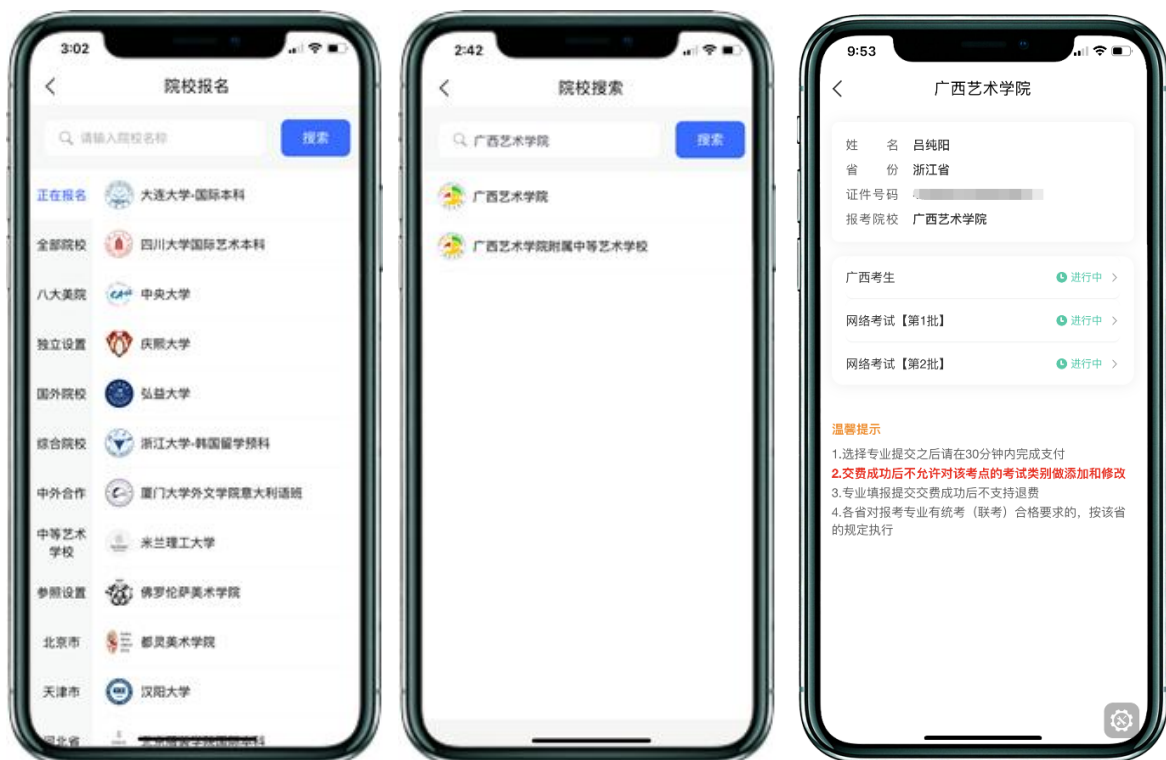 3:02
院校报名
请输入院校名称
搜索
正在报名
大连大学-国际本科
全部院校
四川大学国际艺术本科
八大美院
中央大学
独立设置
庆熙大学
国外院校
弘益大学
综合院校
浙江大学-韩国留学预科
中外合作
厦门大学外文学院意大利语班
中等艺术
学校
米兰理工大学
参照设置
佛罗伦萨美术学院
北京市
都灵美术学院
天津市
汉阳大学
河北省
2:42
院校搜索
广西艺术学院
搜索
广西艺术学院
广西艺术学院附属中等艺术学校
9:53
广西艺术学院
姓 名 吕纯阳
省 份 浙江省
证件号码
报考院校 广西艺术学院
广西考生 进行中
网络考试【第1批】 进行中
网络考试【第2批】 进行中
温馨提示
1.选择专业提交之后请在30分钟内完成支付
2.交费成功后不允许对该考点的考试类别做添加和修改
3.专业填报提交交费成功后不支持退费
4.各省对报考专业有统考（联考）合格要求的，按该省
的规定执行